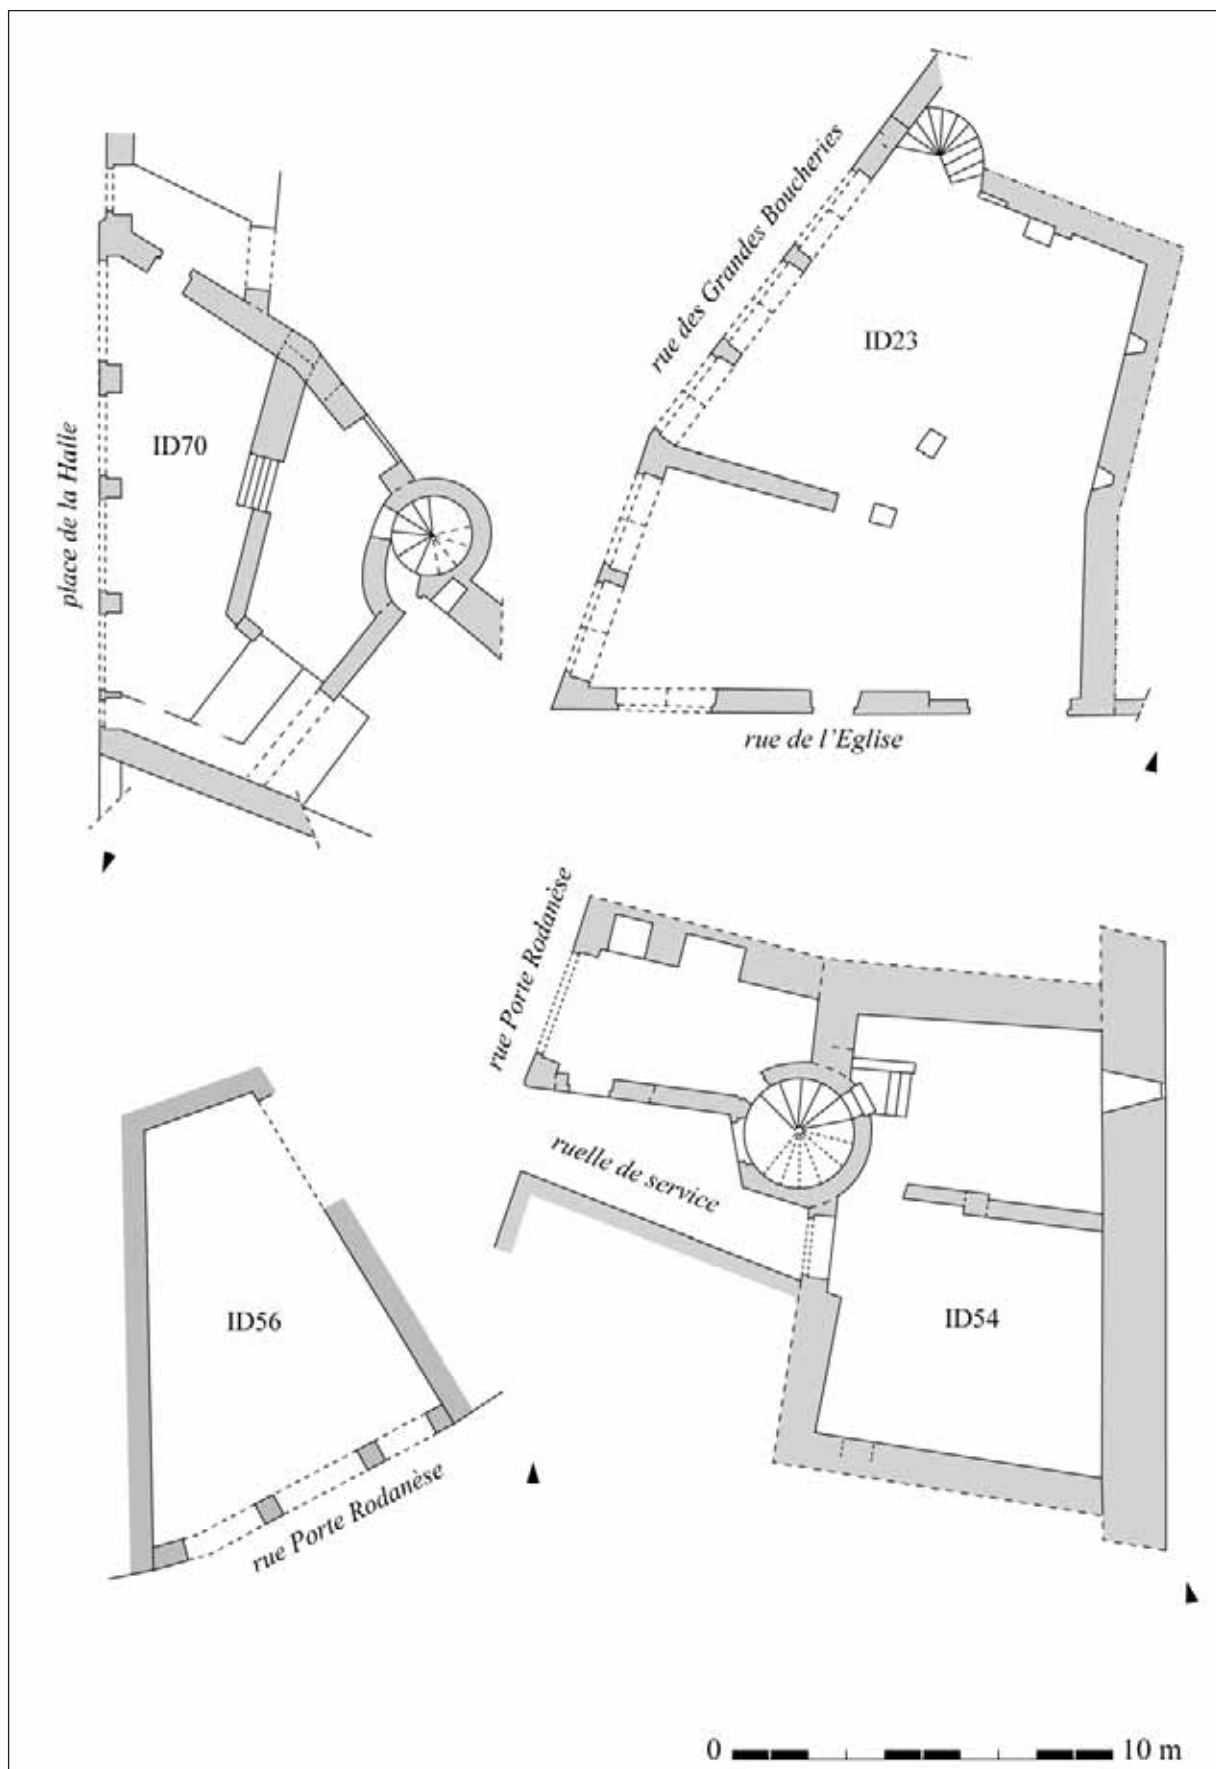 rue des Grandes Boucheries
ID23
place de la Halle
ID70
rue de l'Eglise
rue Porte Rodanèse
ruelle de service
ID56
ID54
rue Porte Rodanèse
0 10 m